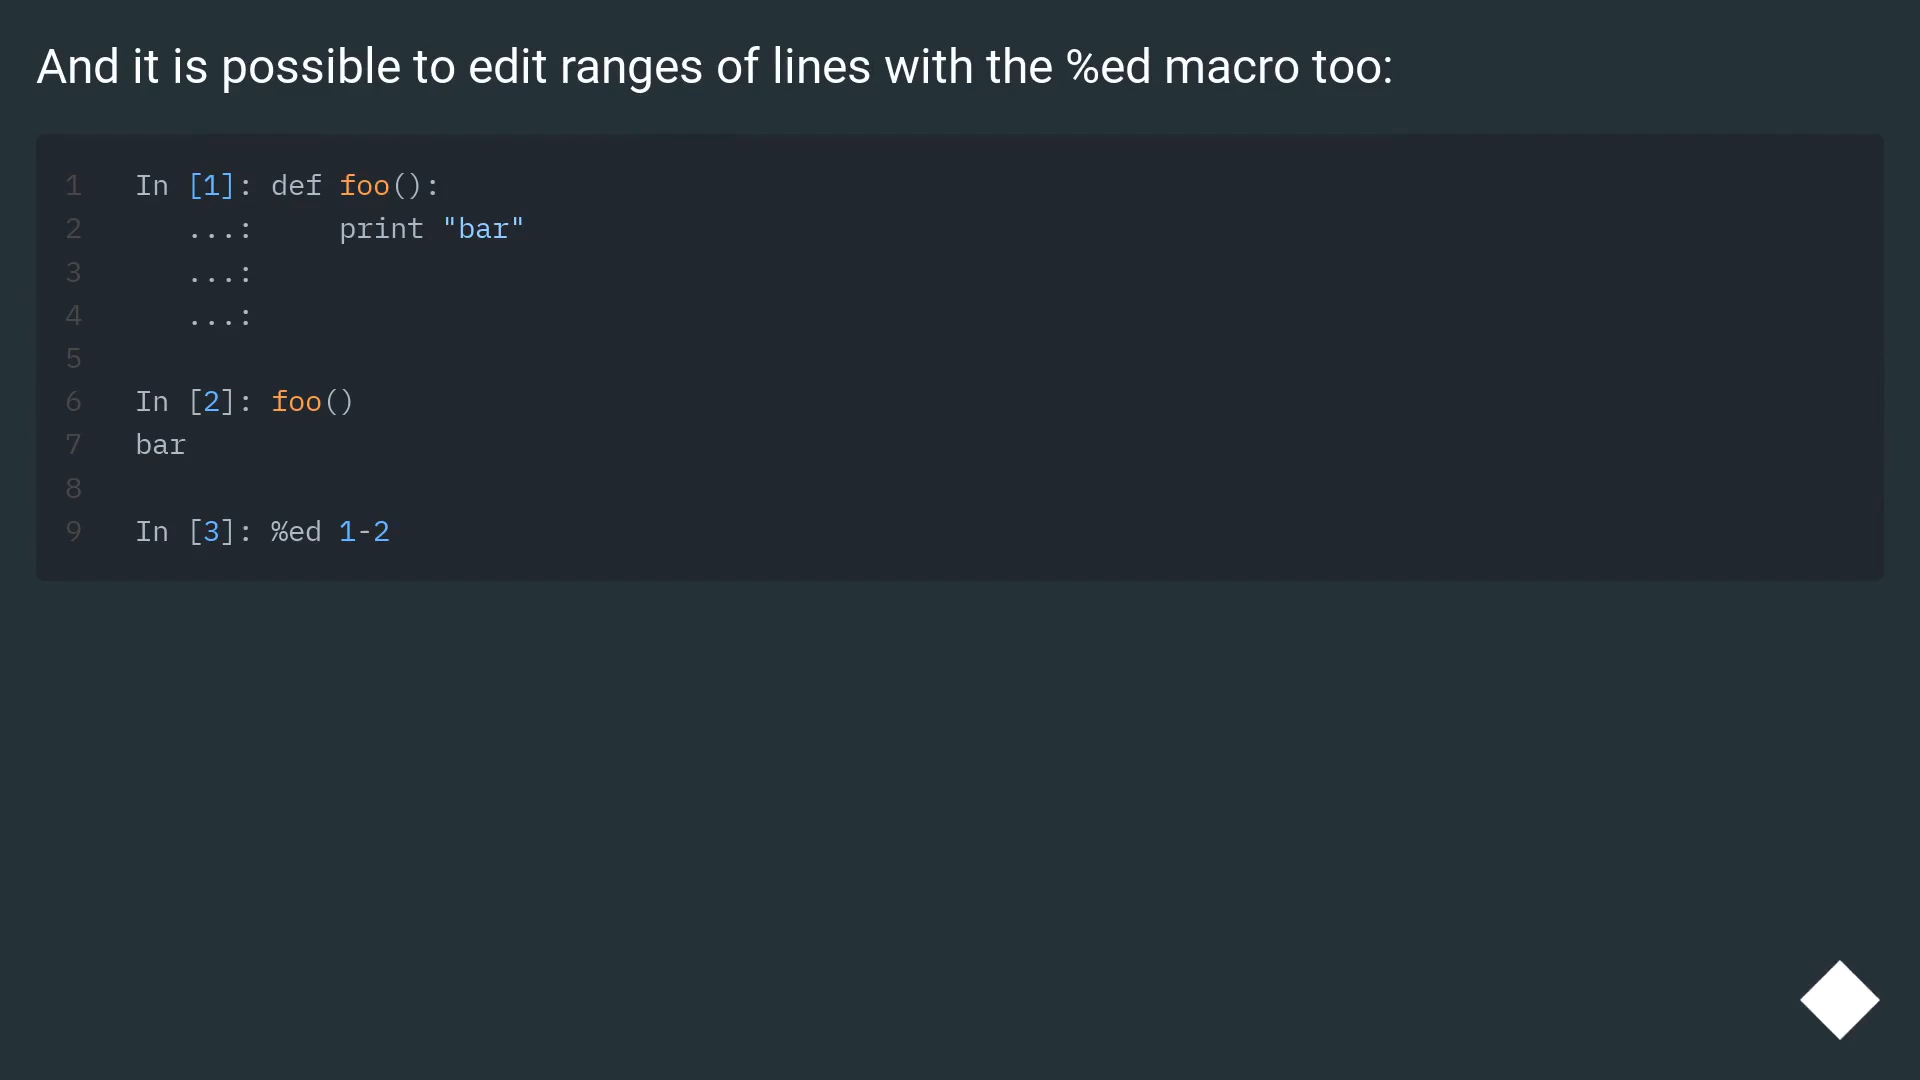 And it is possible to edit ranges of lines with the %ed macro too:
1 In [1]: def foo():
2    ...:     print "bar"
3    ...:
4    ...:
5
6 In [2]: foo()
7 bar
8
9 In [3]: %ed 1-2